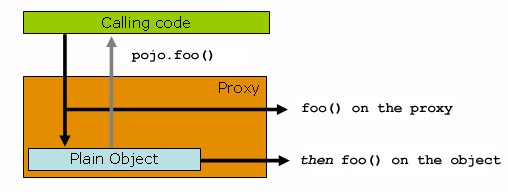 Calling code
pojo.foo()
Proxy
foo() on the proxy
Plain Object
then foo() on the object